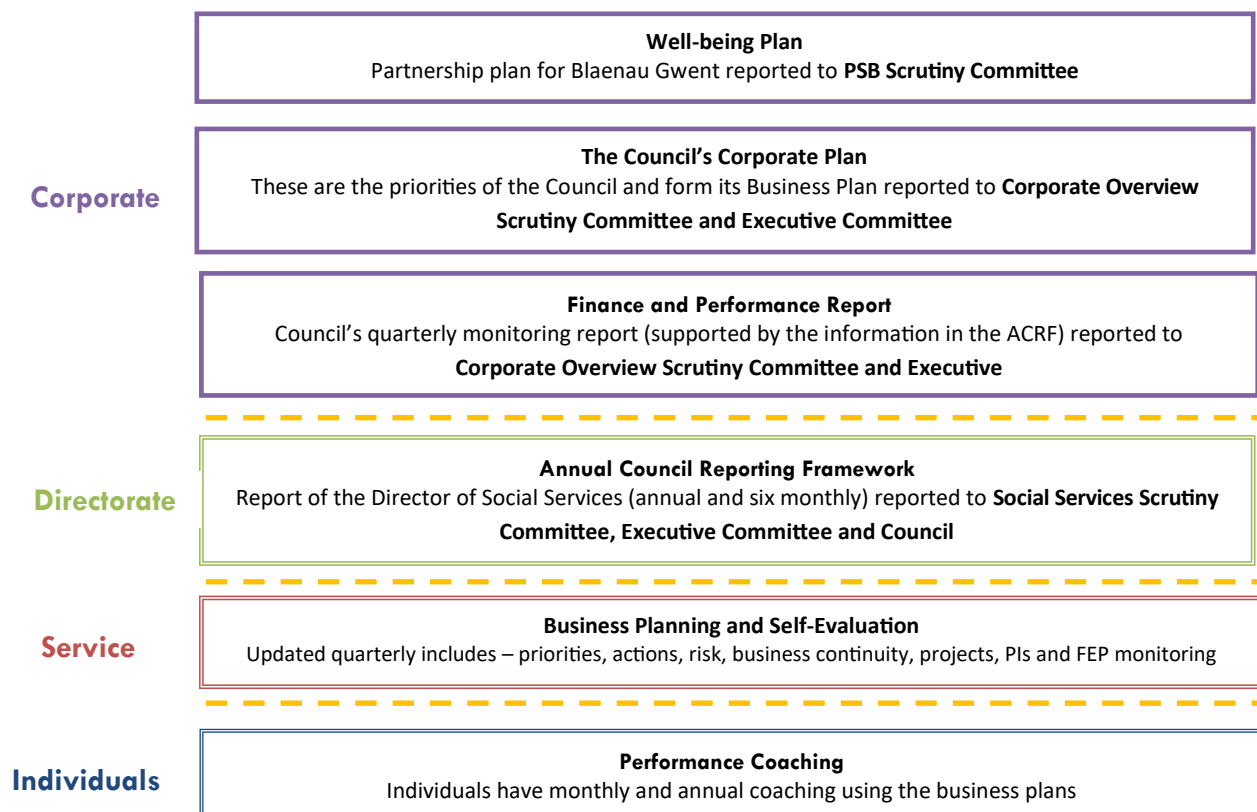 Well-being Plan
Partnership plan for Blaenau Gwent reported to PSB Scrutiny Committee
Corporate
The Council's Corporate Plan
These are the priorities of the Council and form its Business Plan reported to Corporate Overview
Scrutiny Committee and Executive Committee
Finance and Performance Report
Council's quarterly monitoring report (supported by the information in the ACRF) reported to
Corporate Overview Scrutiny Committee and Executive
Directorate
Annual Council Reporting Framework
Report of the Director of Social Services (annual and six monthly) reported to Social Services Scrutiny
Committee, Executive Committee and Council
Service
Business Planning and Self-Evaluation
Updated quarterly includes – priorities, actions, risk, business continuity, projects, PIs and FEP monitoring
Individuals
Performance Coaching
Individuals have monthly and annual coaching using the business plans